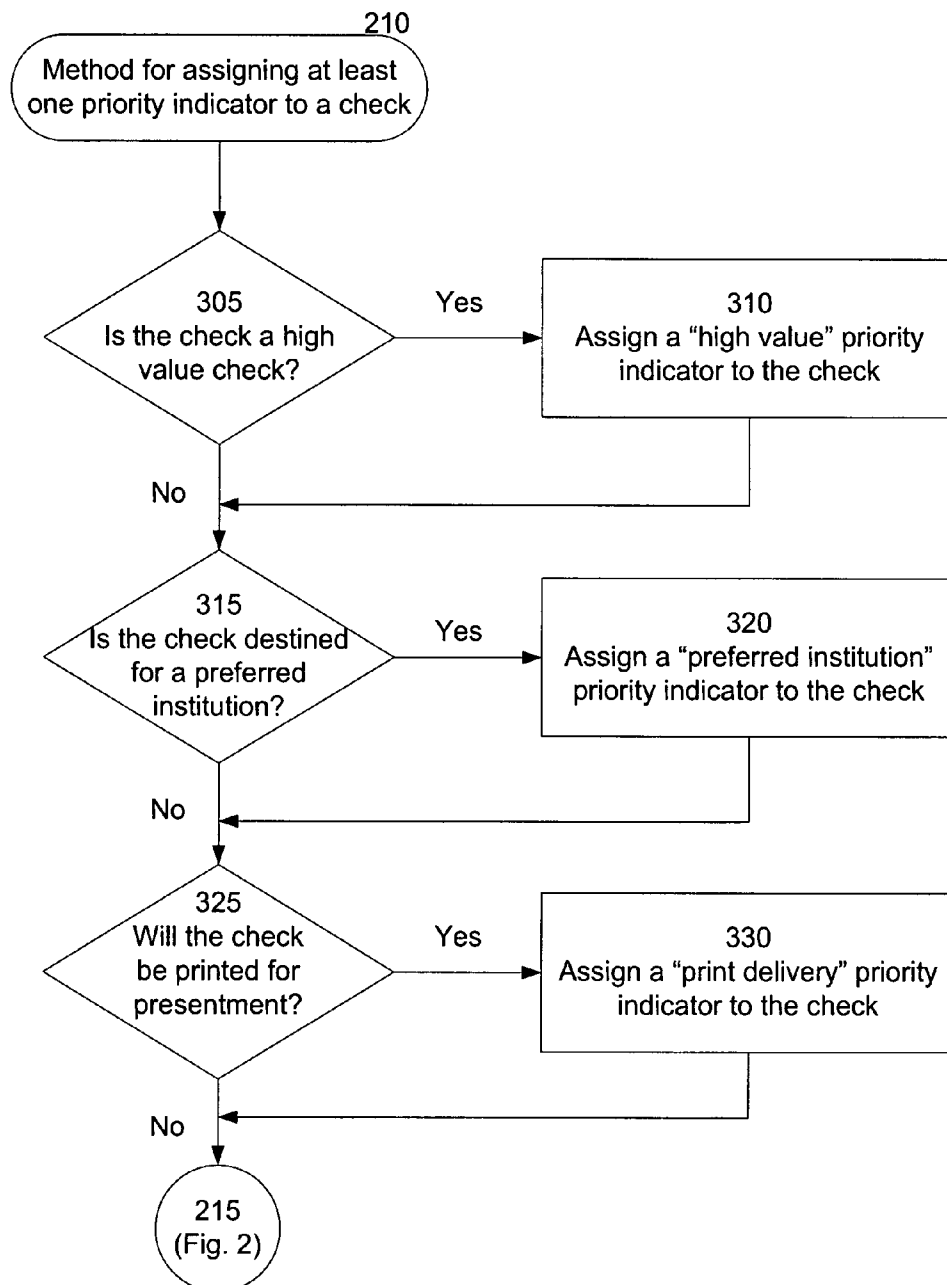 210
Method for assigning at least
one priority indicator to a check
305
Is the check a high
value check?
Yes
310
Assign a “high value” priority
indicator to the check
No
315
Is the check destined
for a preferred
institution?
Yes
320
Assign a “preferred institution”
priority indicator to the check
No
325
Will the check
be printed for
presentment?
Yes
330
Assign a “print delivery” priority
indicator to the check
No
215
(Fig. 2)